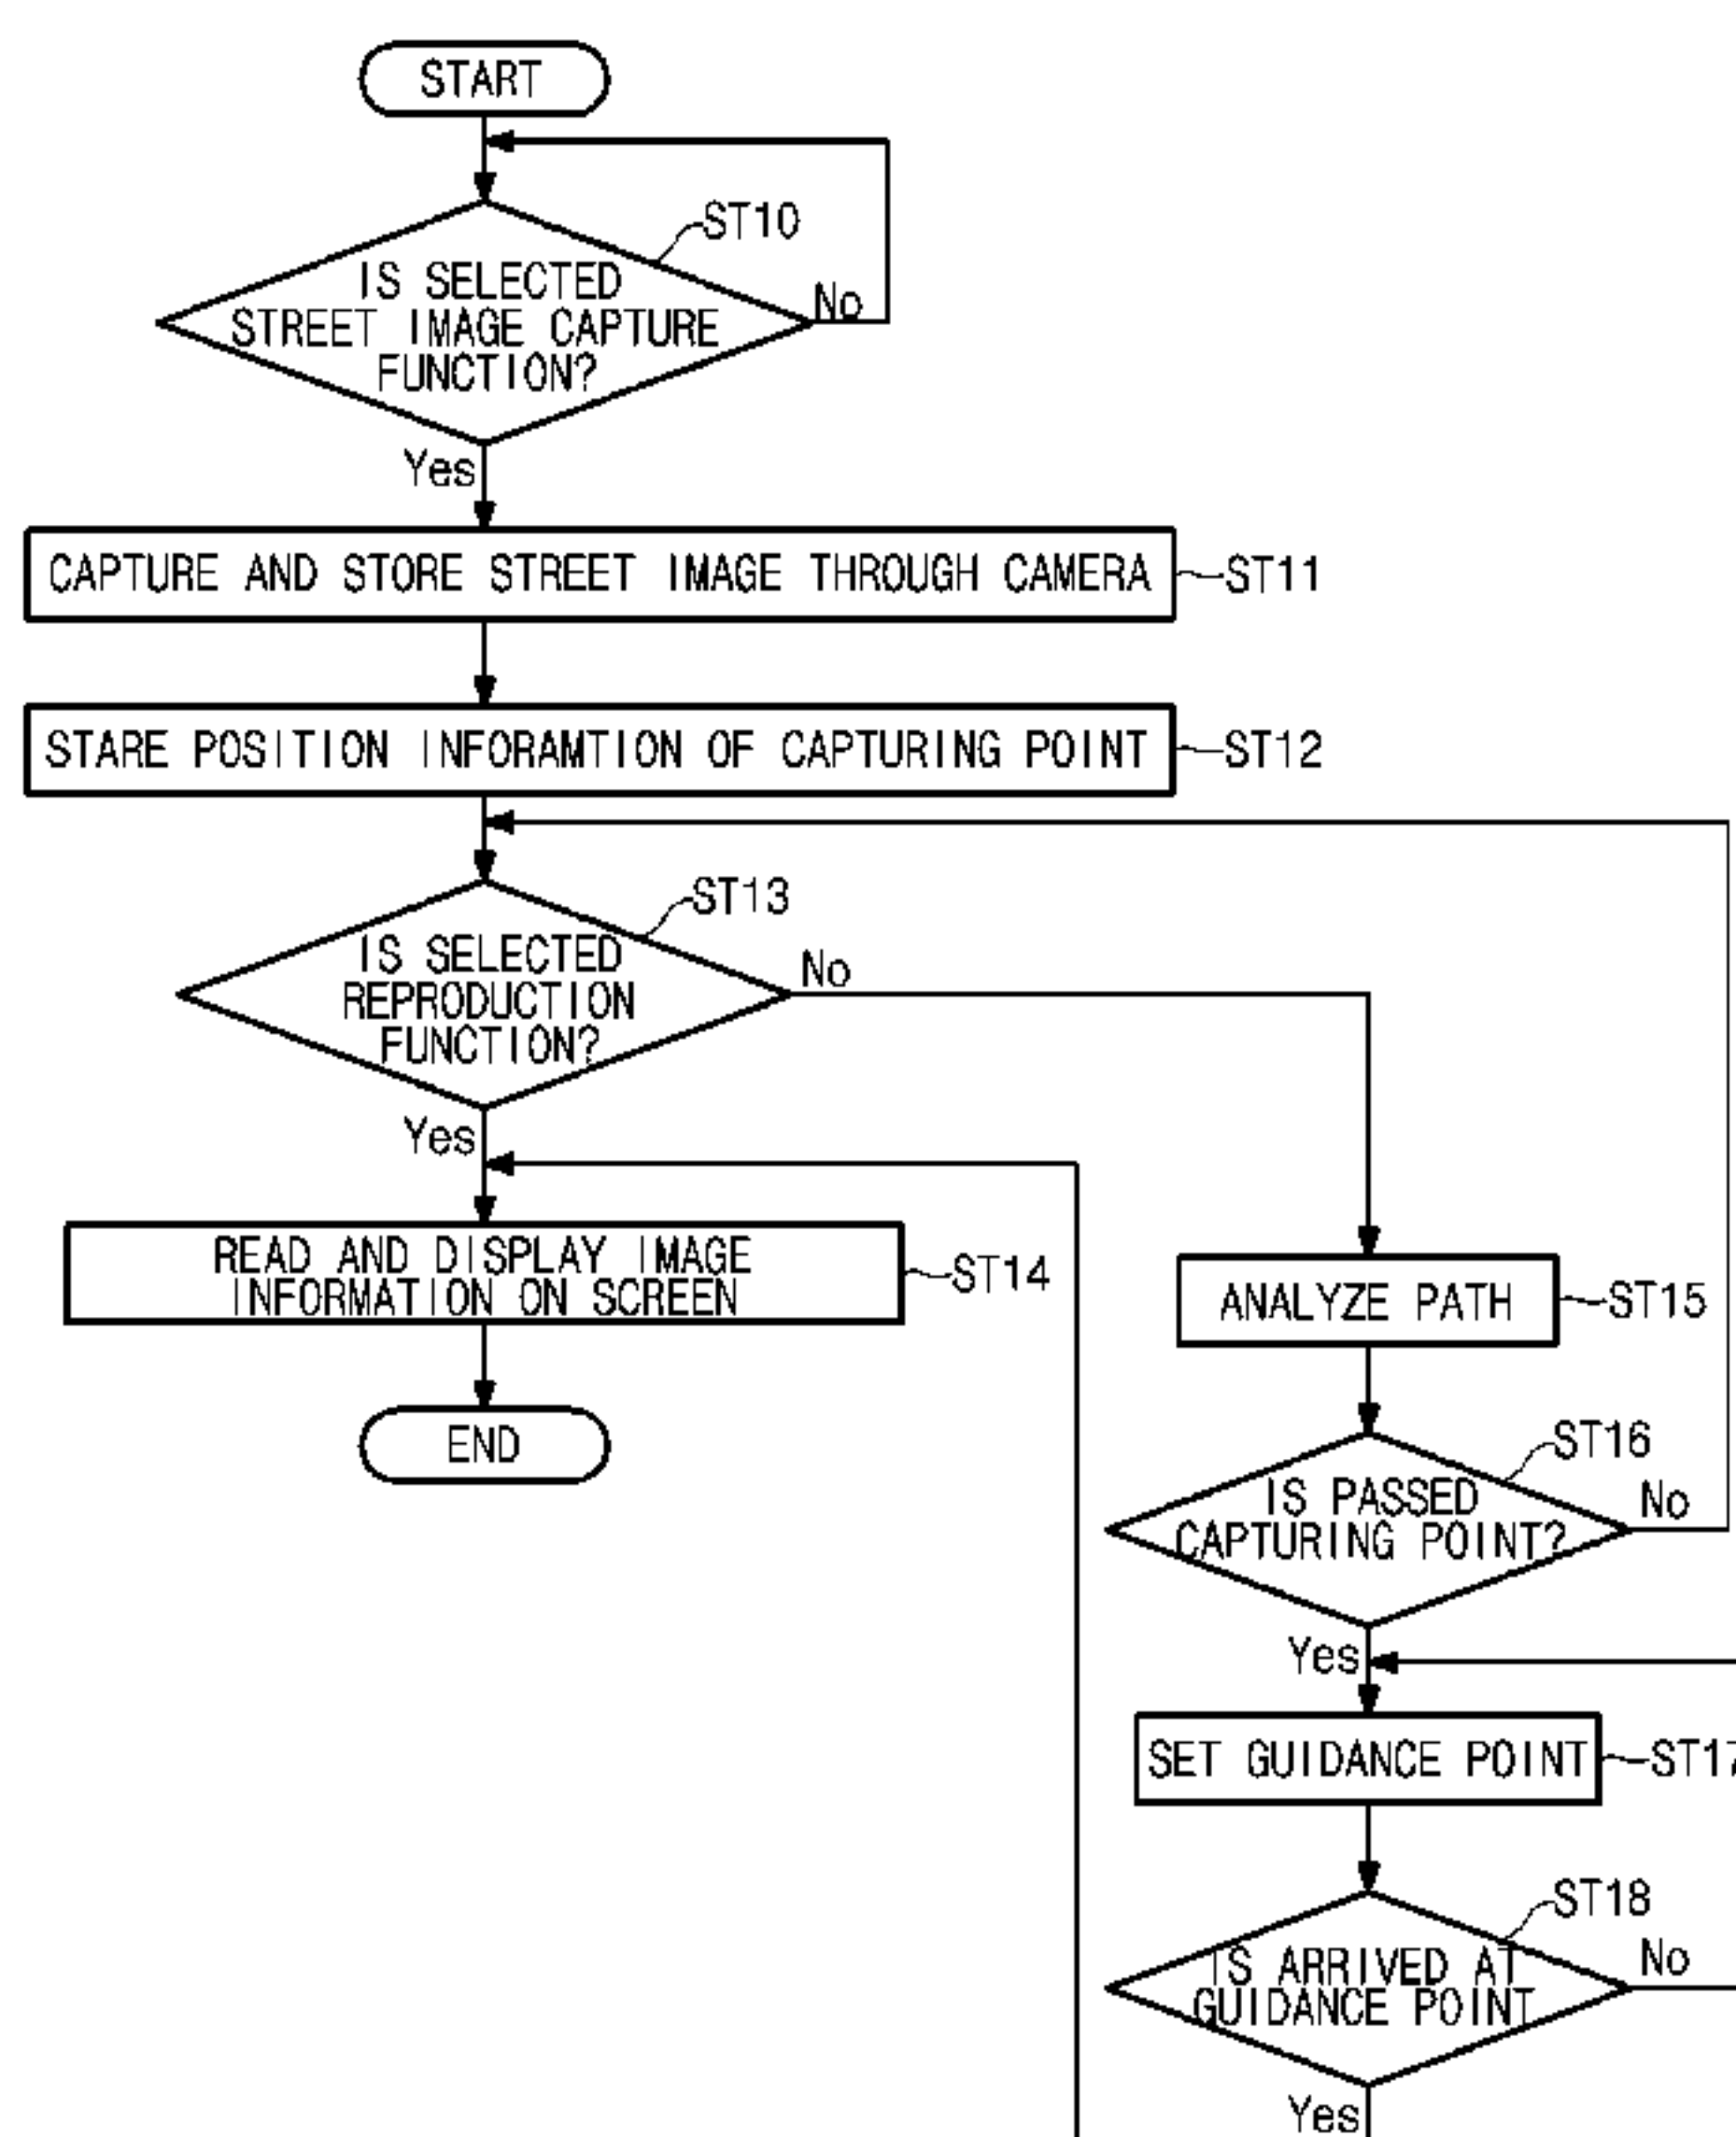 START
ST10
IS SELECTED
STREET IMAGE CAPTURE
FUNCTION?
No
Yes
CAPTURE AND STORE STREET IMAGE THROUGH CAMERA
ST11
STARE POSITION INFORAMTION OF CAPTURING POINT
ST12
ST13
IS SELECTED
REPRODUCTION
FUNCTION?
No
Yes
READ AND DISPLAY IMAGE
INFORMATION ON SCREEN
ST14
END
ANALYZE PATH
ST15
ST16
IS PASSED
CAPTURING POINT?
No
Yes
SET GUIDANCE POINT
ST17
ST18
IS ARRIVED AT
GUIDANCE POINT
No
Yes